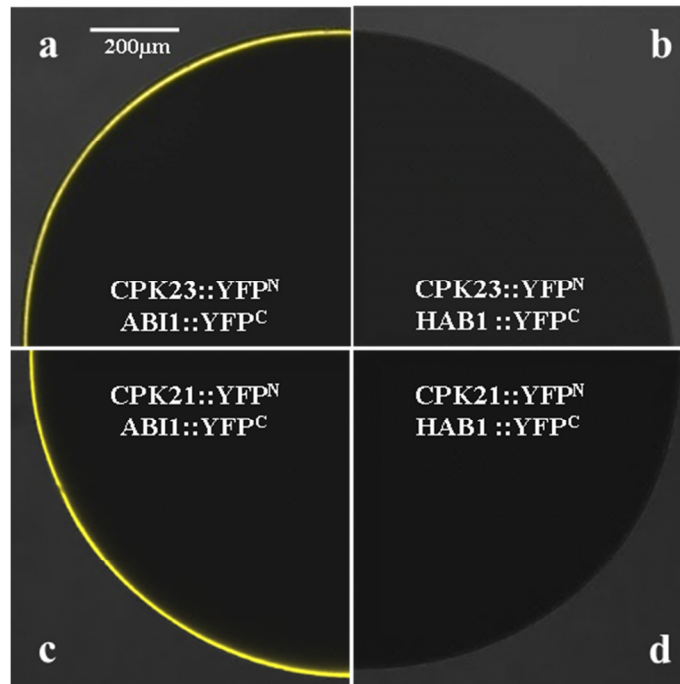 a
200µm
b
CPK23::YFPᴺ
ABI1::YFPᶜ
CPK23::YFPᴺ
HAB1 ::YFPᶜ
CPK21::YFPᴺ
ABI1::YFPᶜ
CPK21::YFPᴺ
HAB1 ::YFPᶜ
c
d